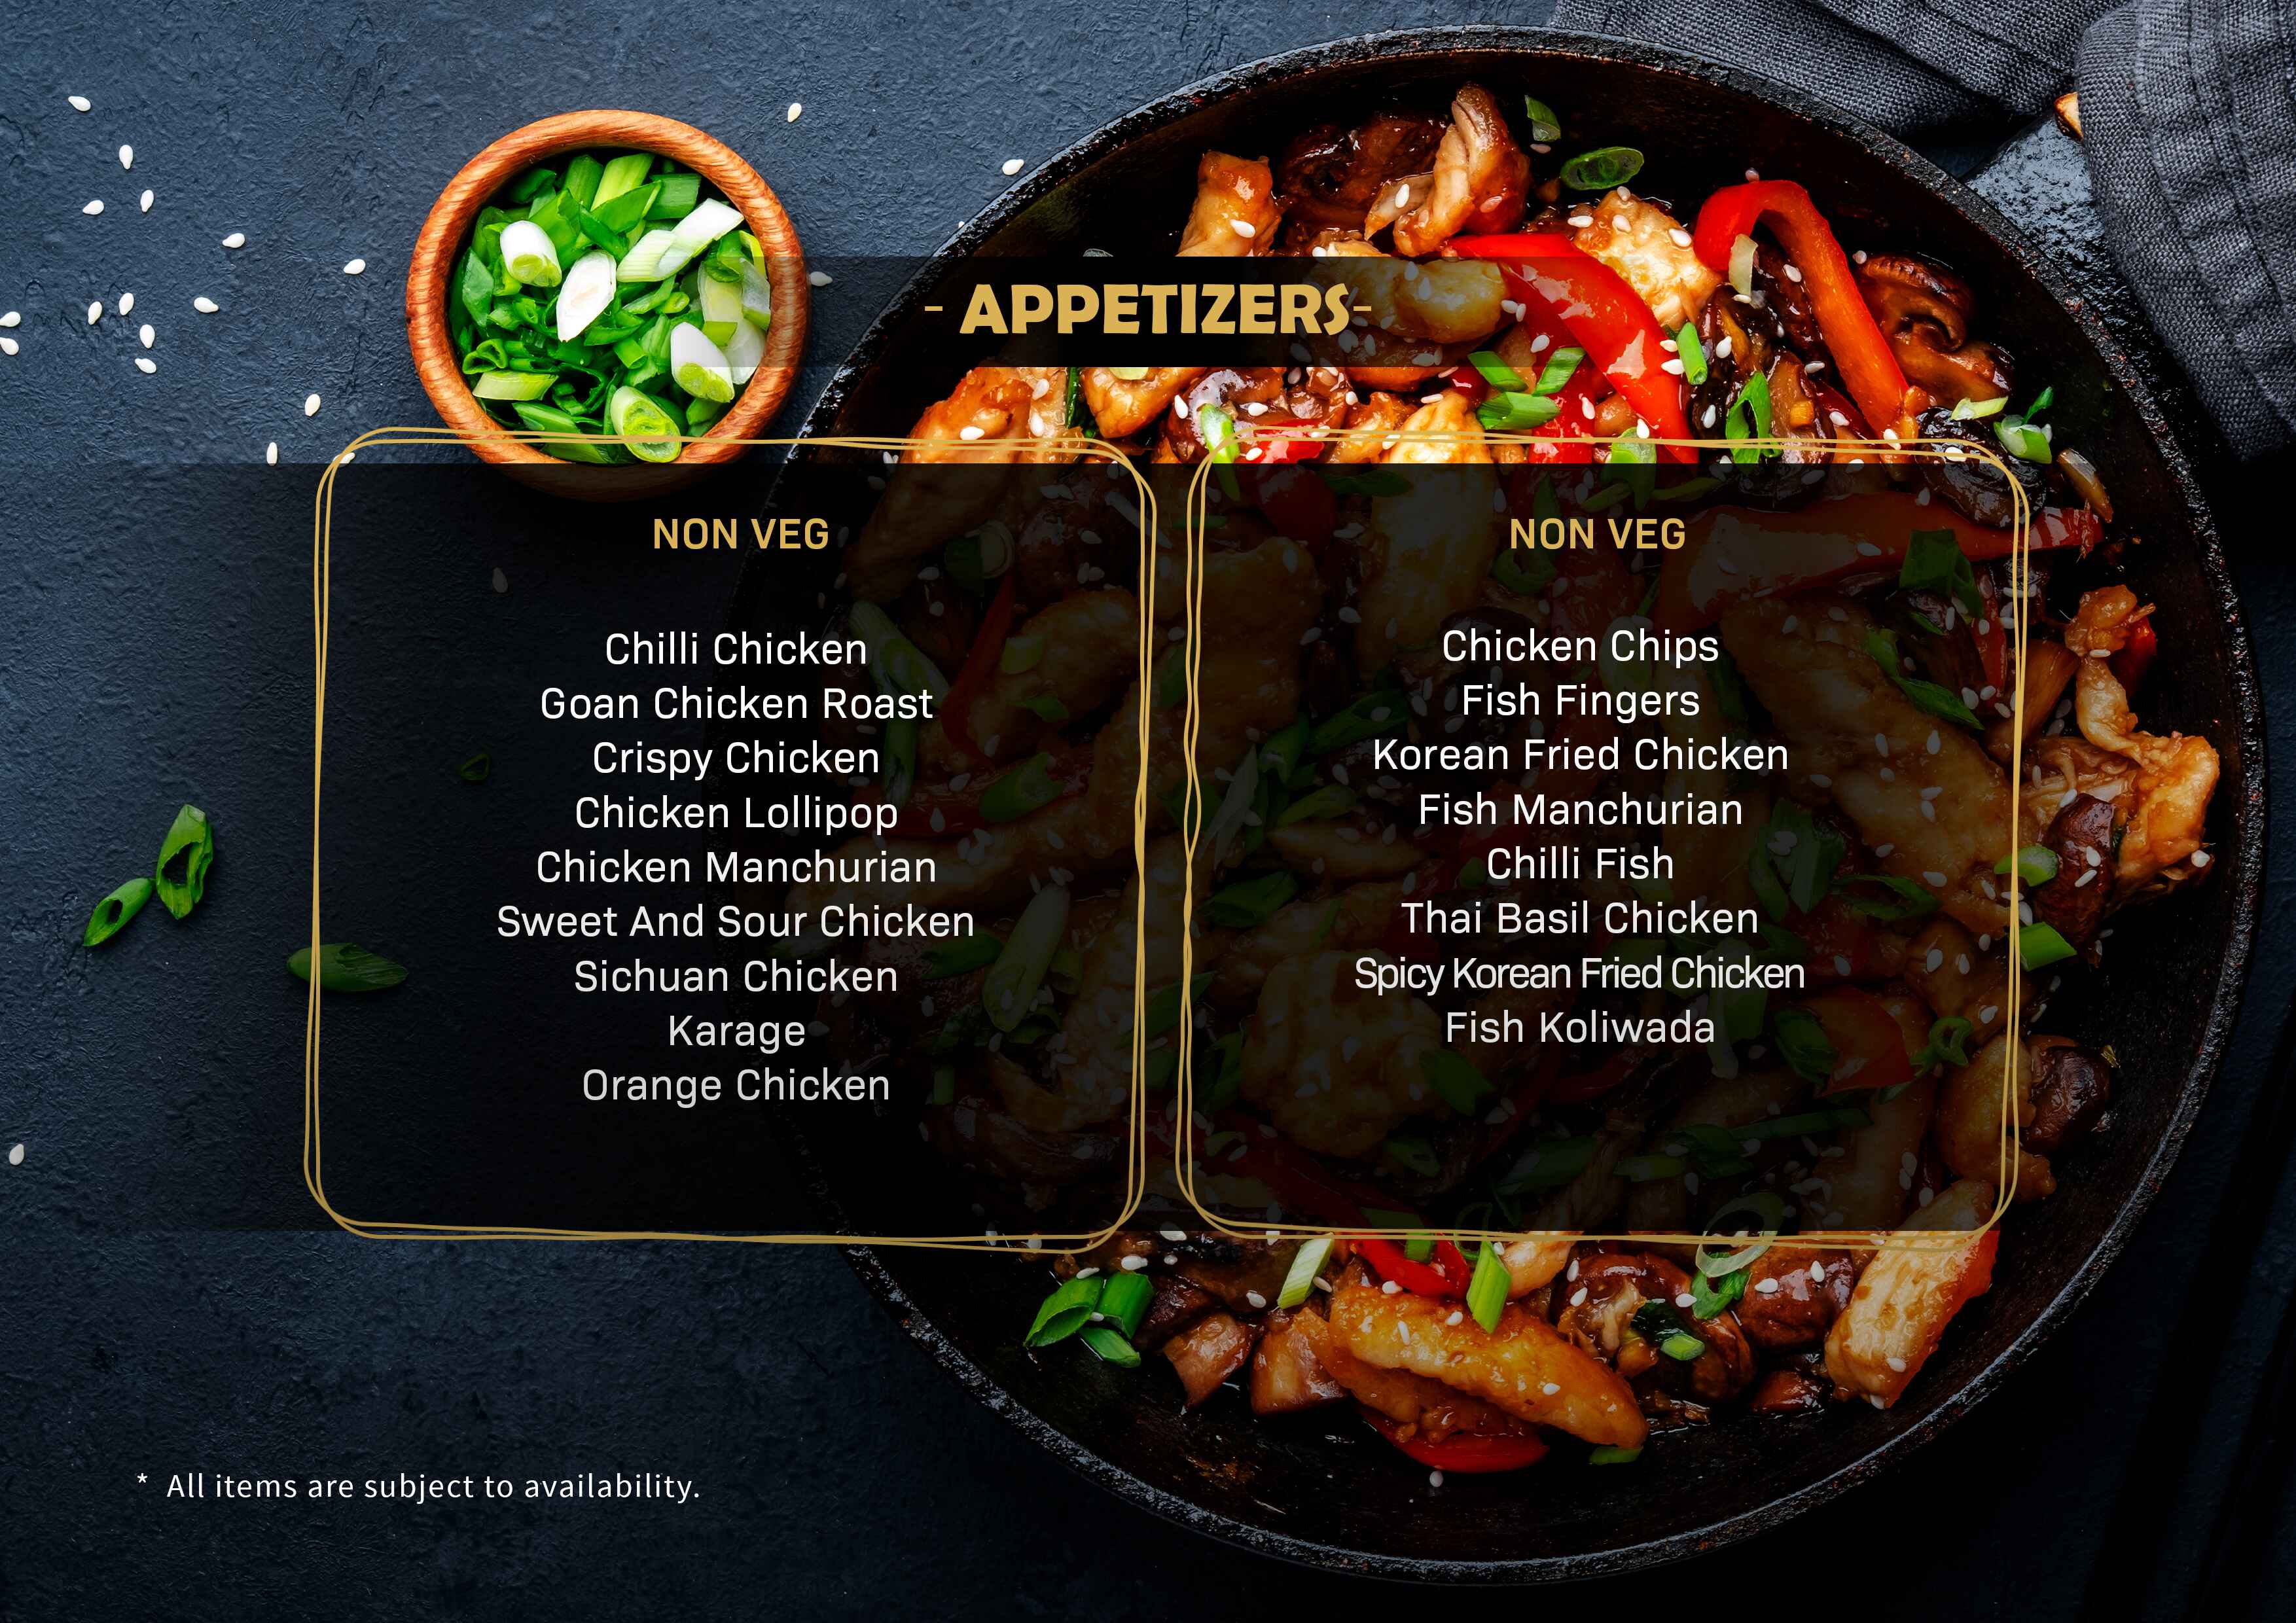 - APPETIZERS-
NON VEG
Chilli Chicken
Goan Chicken Roast
Crispy Chicken
Chicken Lollipop
Chicken Manchurian
Sweet And Sour Chicken
Sichuan Chicken
Karage
Orange Chicken
NON VEG
Chicken Chips
Fish Fingers
Korean Fried Chicken
Fish Manchurian
Chilli Fish
Thai Basil Chicken
Spicy Korean Fried Chicken
Fish Koliwada
* All items are subject to availability.